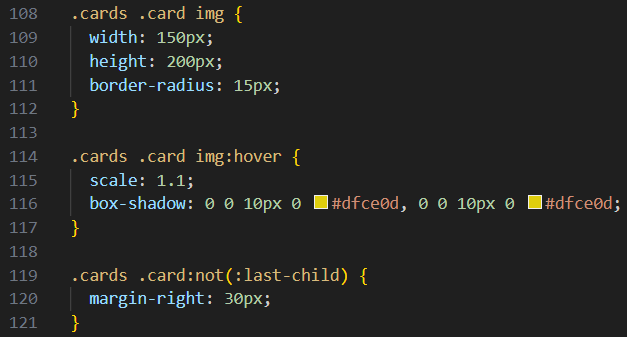 108 .cards .card img {
109 width: 150px;
110 height: 200px;
111 border-radius: 15px;
112 }
113
114 .cards .card img:hover {
115 scale: 1.1;
116 box-shadow: 0 0 10px 0 #dfce0d, 0 0 10px 0 #dfce0d;
117 }
118
119 .cards .card:not(:last-child) {
120 margin-right: 30px;
121 }